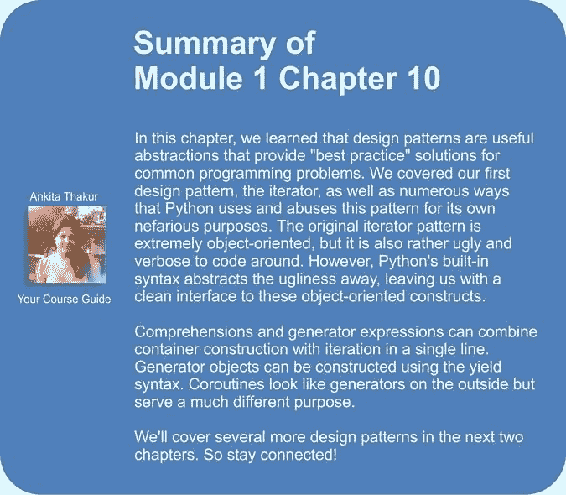 Summary of
Module 1 Chapter 10
In this chapter, we learned that design patterns are useful
abstractions that provide "best practice" solutions for
common programming problems. We covered our first
design pattern, the iterator, as well as numerous ways
that Python uses and abuses this pattern for its own
nefarious purposes. The original iterator pattern is
extremely object-oriented, but it is also rather ugly and
verbose to code around. However, Python's built-in
syntax abstracts the ugliness away, leaving us with a
clean interface to these object-oriented constructs.
Comprehensions and generator expressions can combine
container construction with iteration in a single line.
Generator objects can be constructed using the yield
syntax. Coroutines look like generators on the outside but
serve a much different purpose.
We'll cover several more design patterns in the next two
chapters. So stay connected!
Ankita Thakur
Your Course Guide